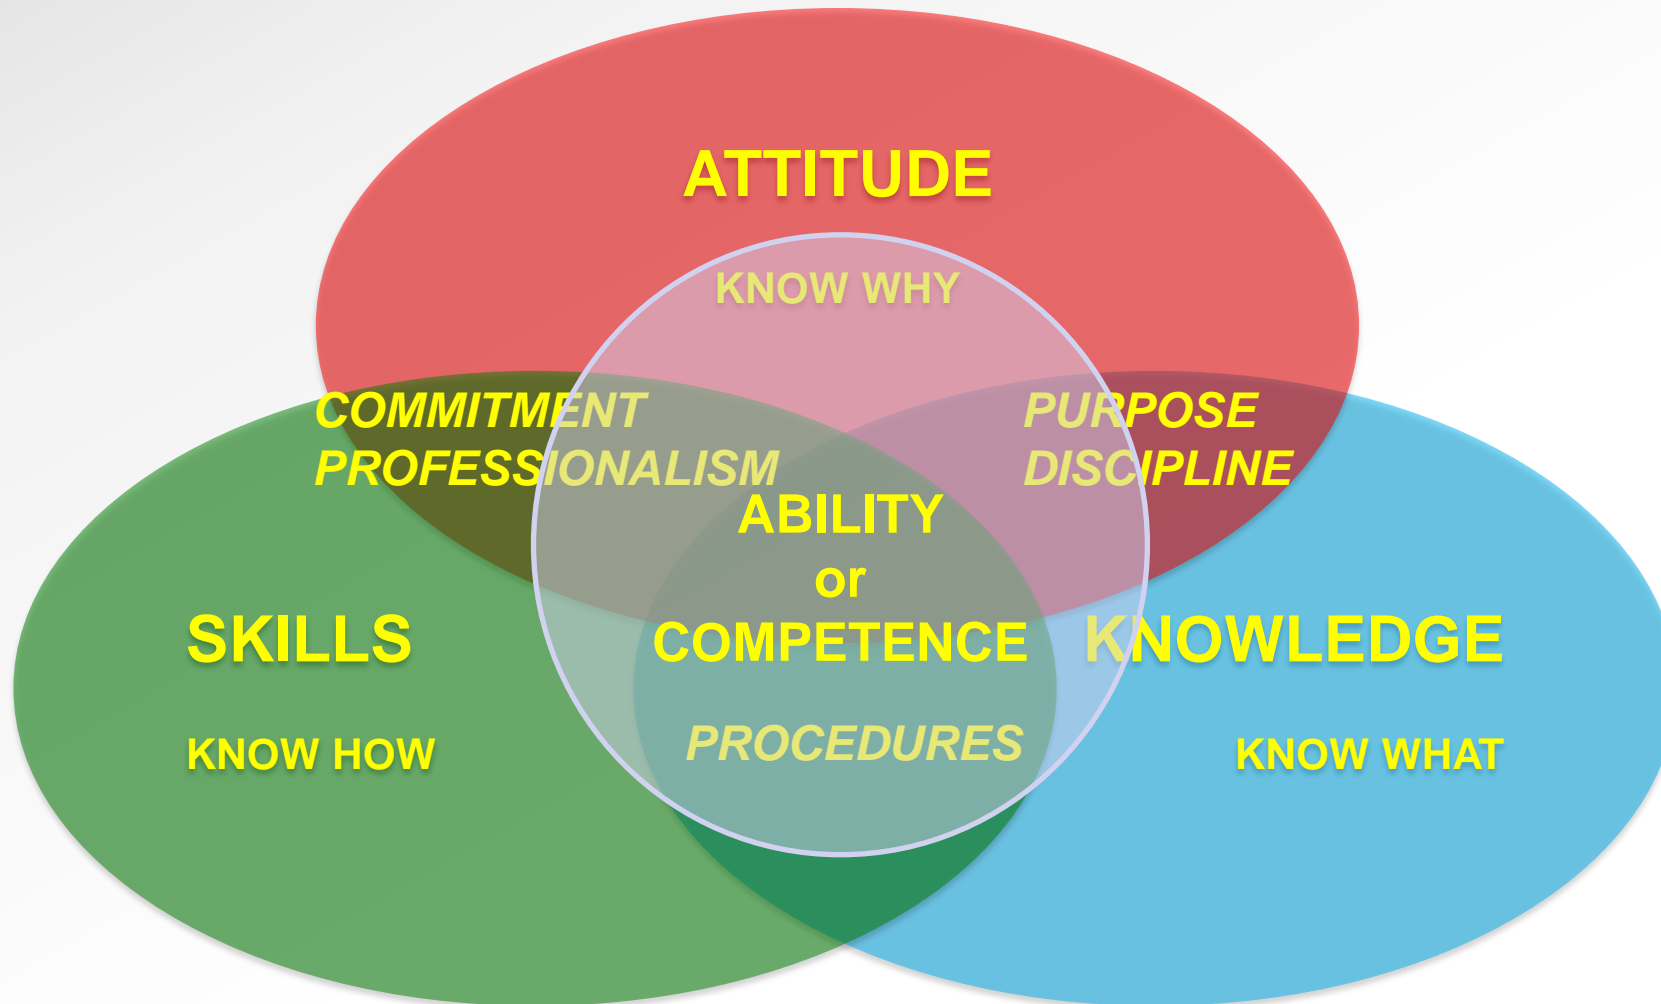 ATTITUDE
KNOW WHY
COMMITMENT
PROFESSIONALISM
PURPOSE
DISCIPLINE
ABILITY
or
COMPETENCE
SKILLS
KNOWLEDGE
PROCEDURES
KNOW HOW
KNOW WHAT